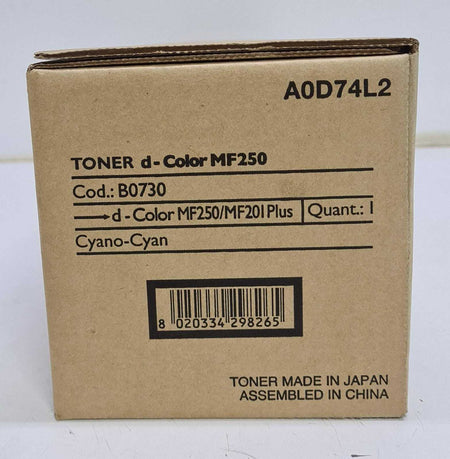 A0D74L2
TONER d-Color MF250
Cod.: B0730
→ d-Color MF250/MF201 Plus Quant.: 1
Cyano-Cyan
8 020334 298265
TONER MADE IN JAPAN
ASSEMBLED IN CHINA